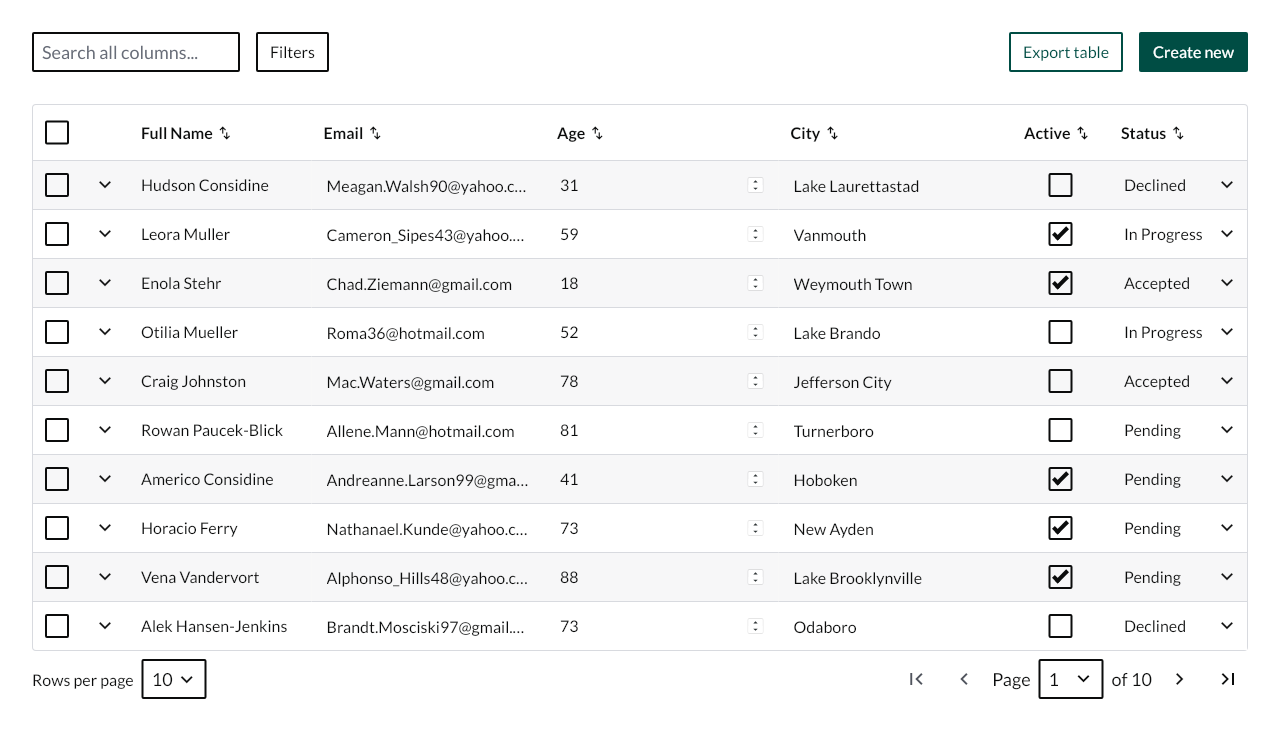 Search all columns... Filters Export table Create new
Full Name Email Age City Active Status
Hudson Considine Meagan.Walsh90@yahoo.c... 31 Lake Laurettastad Declined
Leora Muller Cameron_Sipes43@yahoo.... 59 Vanmouth In Progress
Enola Stehr Chad.Ziemann@gmail.com 18 Weymouth Town Accepted
Otilia Mueller Roma36@hotmail.com 52 Lake Brando In Progress
Craig Johnston Mac.Waters@gmail.com 78 Jefferson City Accepted
Rowan Paucek-Blick Allene.Mann@hotmail.com 81 Turnerboro Pending
Americo Considine Andreanne.Larson99@gma... 41 Hoboken Pending
Horacio Ferry Nathanael.Kunde@yahoo.c... 73 New Ayden Pending
Vena Vandervort Alphonso_Hills48@yahoo.c... 88 Lake Brooklynville Pending
Alek Hansen-Jenkins Brandt.Mosciski97@gmail.... 73 Odaboro Declined
Rows per page 10 Page 1 of 10